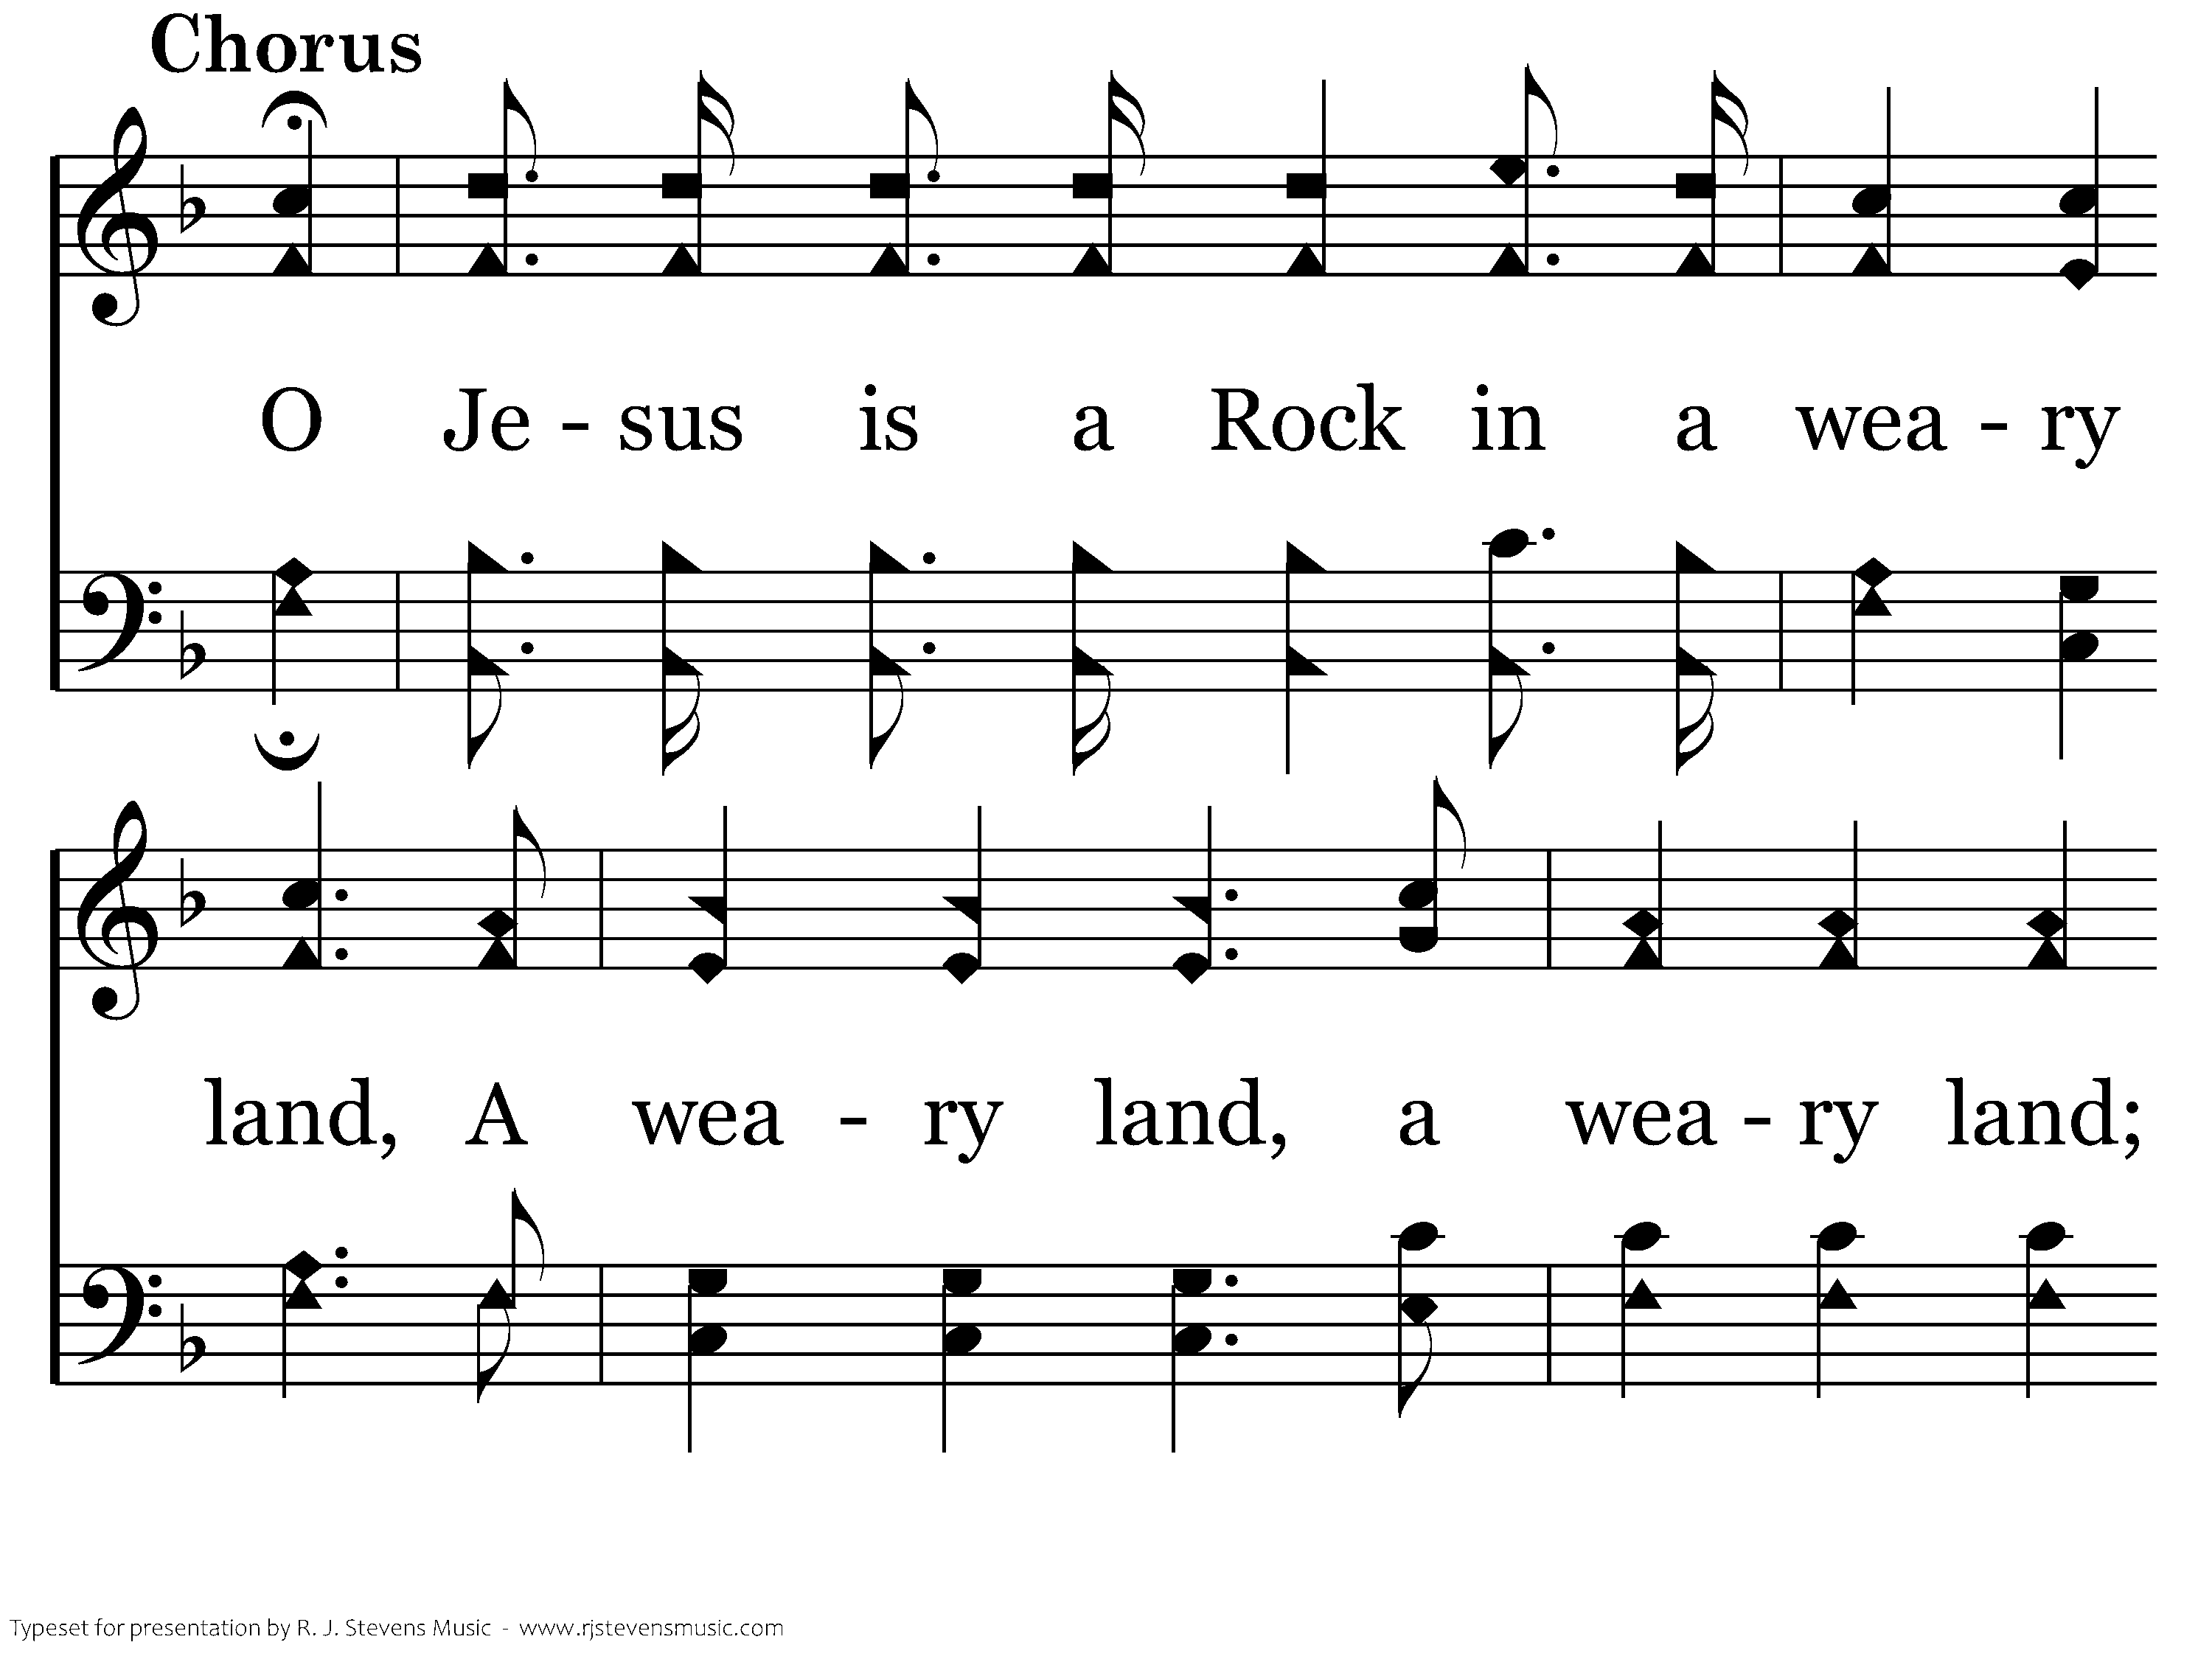 Chorus
O Je - sus is a Rock in a wea - ry
land, A wea - ry land, a wea - ry land;
Typeset for presentation by R. J. Stevens Music - www.rjstevensmusic.com